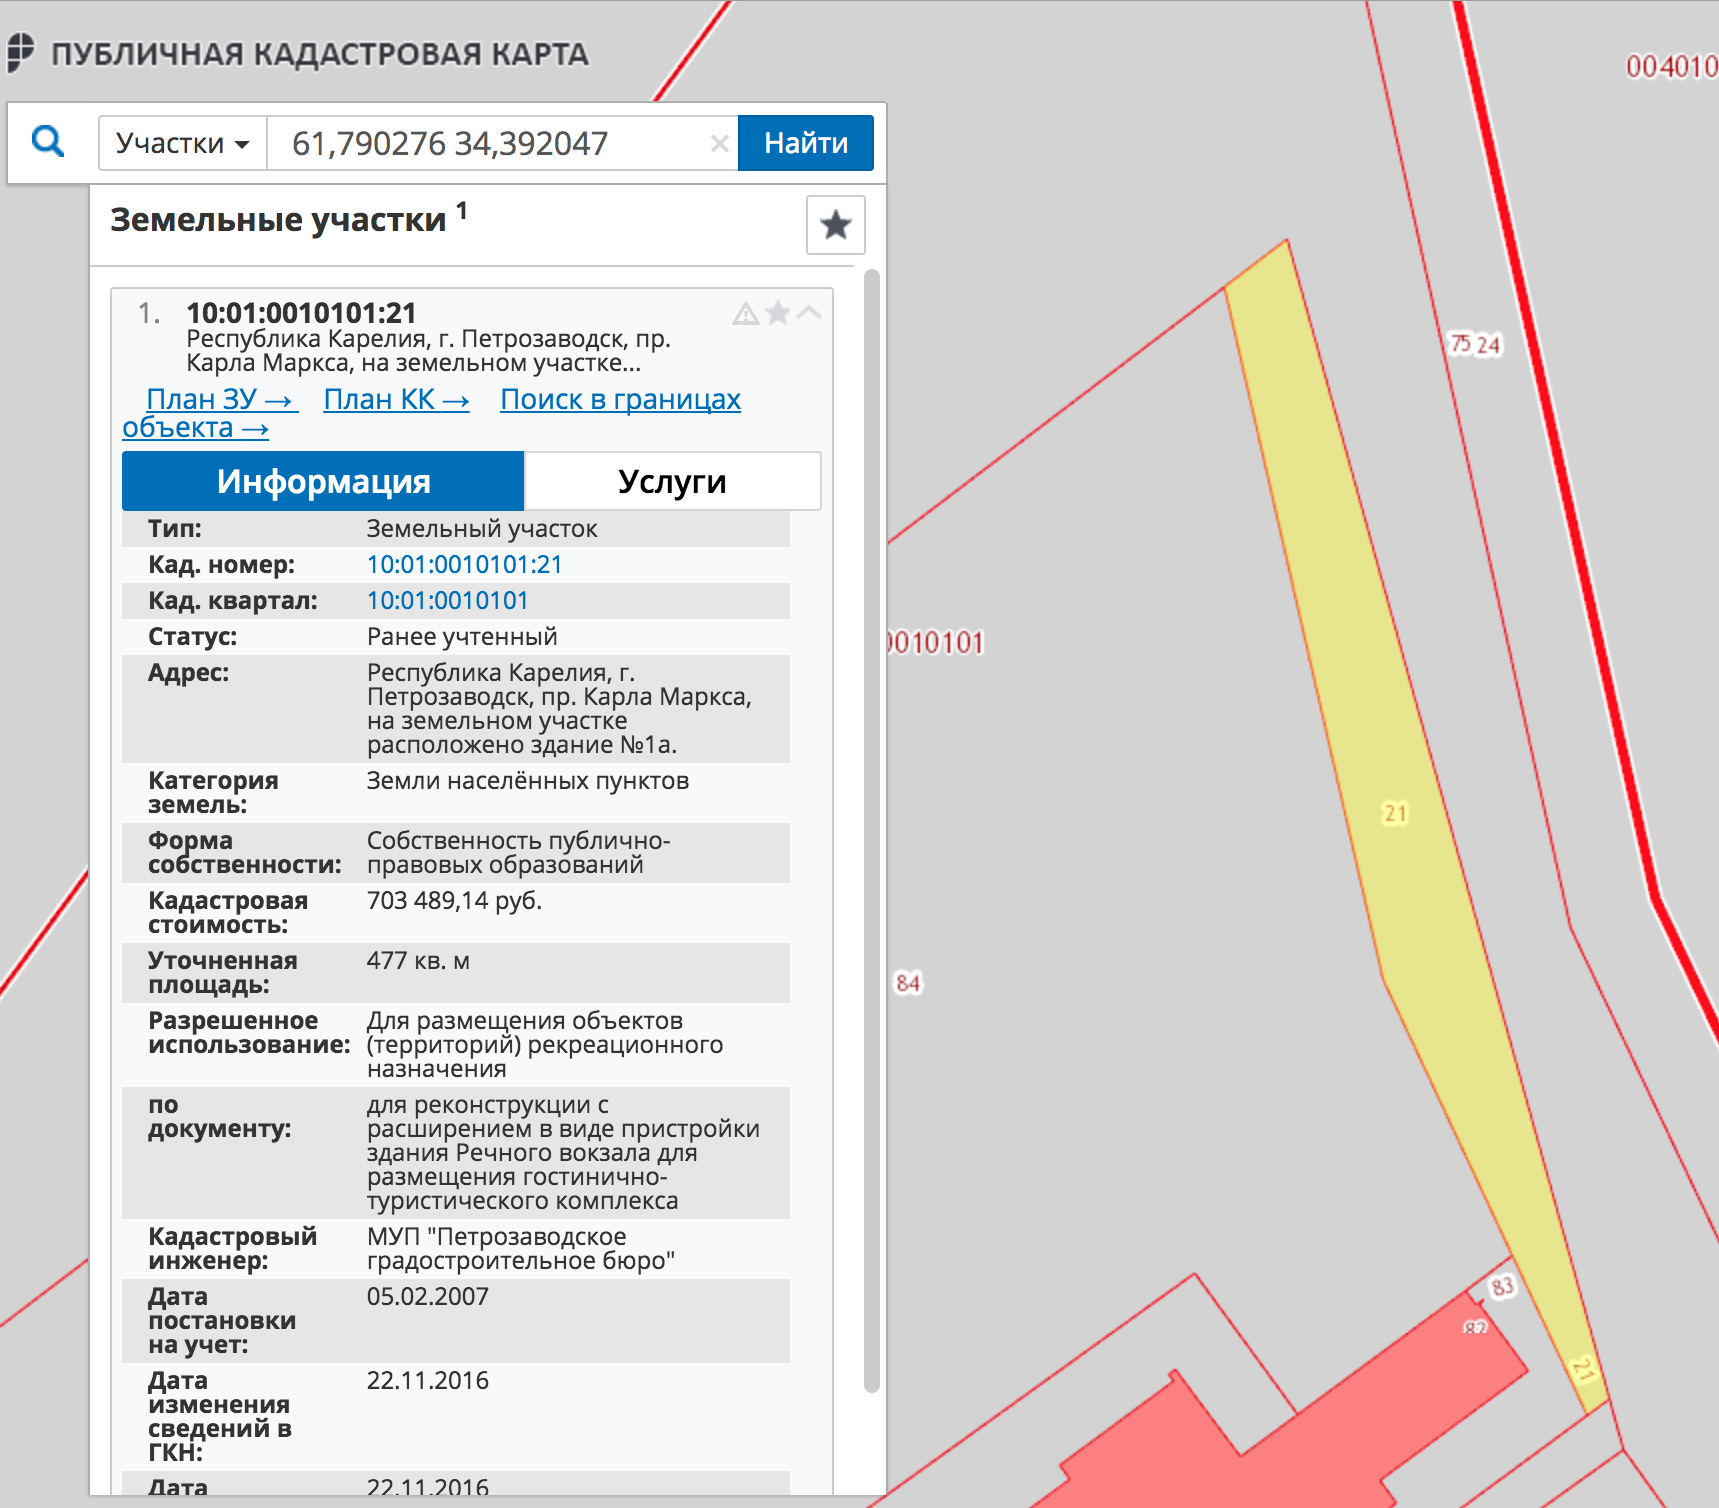 ПУБЛИЧНАЯ КАДАСТРОВАЯ КАРТА
Участки
61,790276 34,392047
Найти
Земельные участки 1
1. 10:01:0010101:21
Республика Карелия, г. Петрозаводск, пр.
Карла Маркса, на земельном участке...
План ЗУ → План КК → Поиск в границах
объекта →
Информация Услуги
Тип: Земельный участок
Кад. номер: 10:01:0010101:21
Кад. квартал: 10:01:0010101
Статус: Ранее учтенный
Адрес: Республика Карелия, г.
Петрозаводск, пр. Карла Маркса,
на земельном участке
расположено здание №1а.
Категория Земли населённых пунктов
земель:
Форма Собственность публично-
собственности: правовых образований
Кадастровая 703 489,14 руб.
стоимость:
Уточненная 477 кв. м
площадь:
Разрешенное Для размещения объектов
использование: (территорий) рекреационного
назначения
по для реконструкции с
документу: расширением в виде пристройки
здания Речного вокзала для
размещения гостинично-
туристического комплекса
Кадастровый МУП "Петрозаводское
инженер: градостроительное бюро"
Дата 05.02.2007
постановки
на учет:
Дата 22.11.2016
изменения
сведений в
ГКН:
Дата 22.11.2016
004010
75 24
0010101
21
84
83
82
21